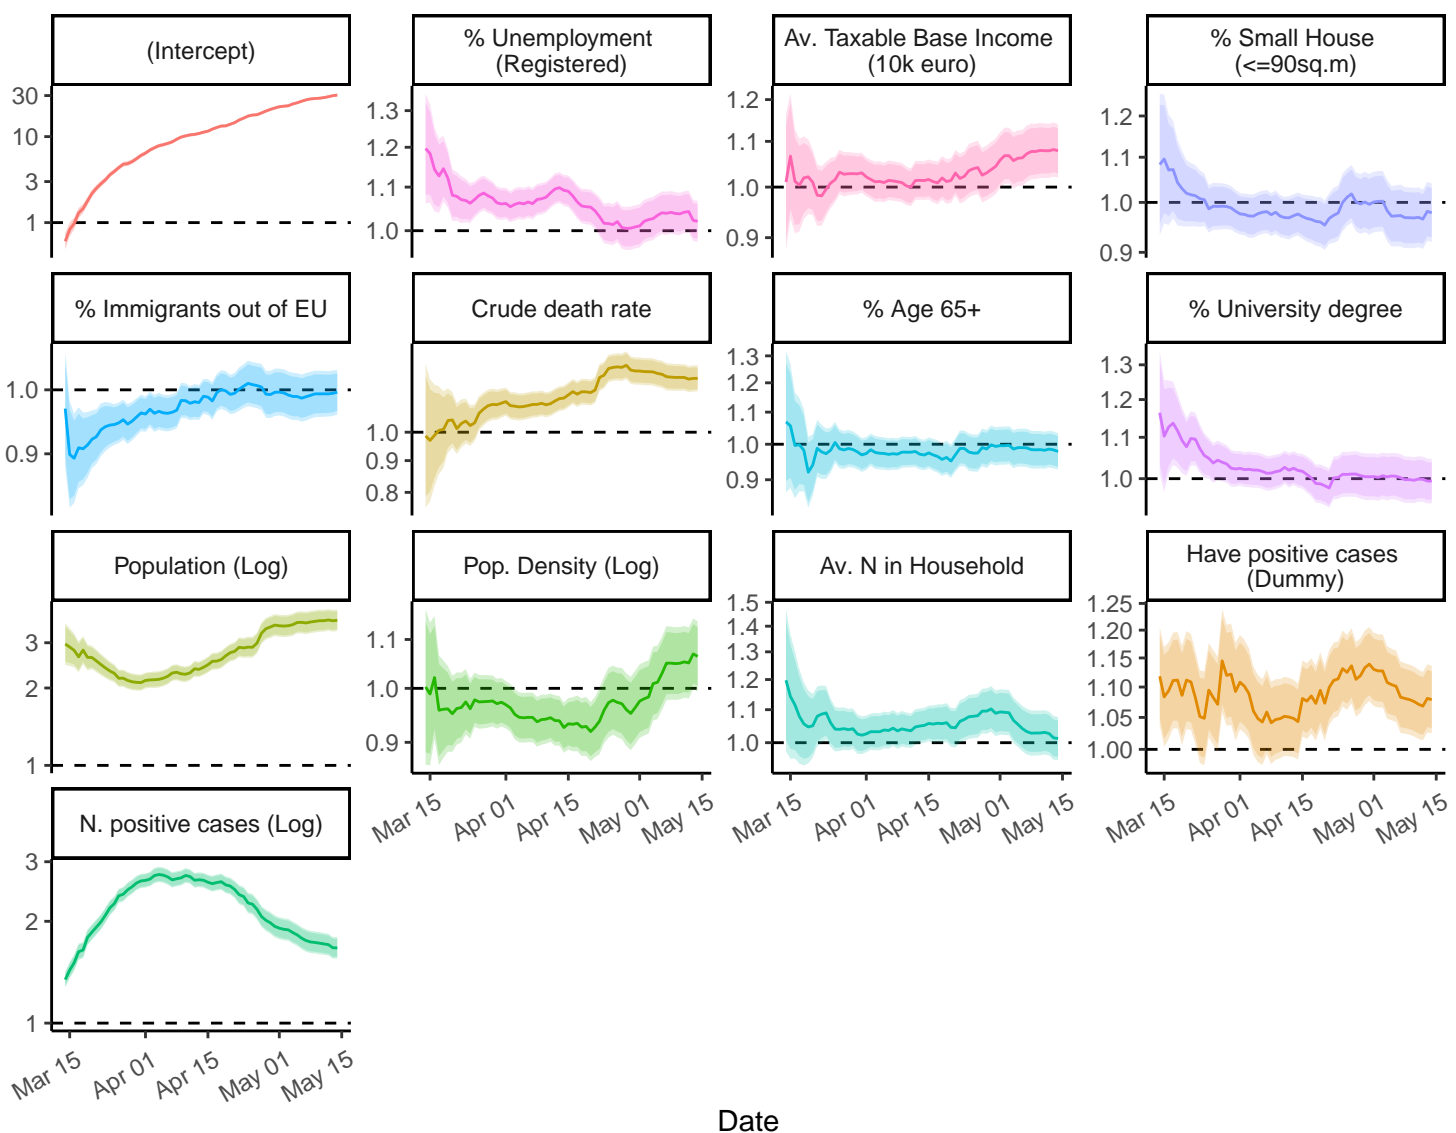 (Intercept)
30
10
3
1
% Unemployment
(Registered)
1.3
1.2
1.1
1.0
Av. Taxable Base Income
(10k euro)
1.2
1.1
1.0
0.9
% Small House
(<=90sq.m)
1.2
1.1
1.0
0.9
% Immigrants out of EU
1.0
0.9
Crude death rate
1.0
0.9
0.8
% Age 65+
1.3
1.2
1.1
1.0
0.9
% University degree
1.3
1.2
1.1
1.0
Population (Log)
3
2
1
Pop. Density (Log)
1.1
1.0
0.9
Mar 15
Apr 01
Apr 15
May 01
May 15
Av. N in Household
1.5
1.4
1.3
1.2
1.1
1.0
Mar 15
Apr 01
Apr 15
May 01
May 15
Have positive cases
(Dummy)
1.25
1.20
1.15
1.10
1.05
1.00
Mar 15
Apr 01
Apr 15
May 01
May 15
N. positive cases (Log)
3
2
1
Mar 15
Apr 01
Apr 15
May 01
May 15
Date